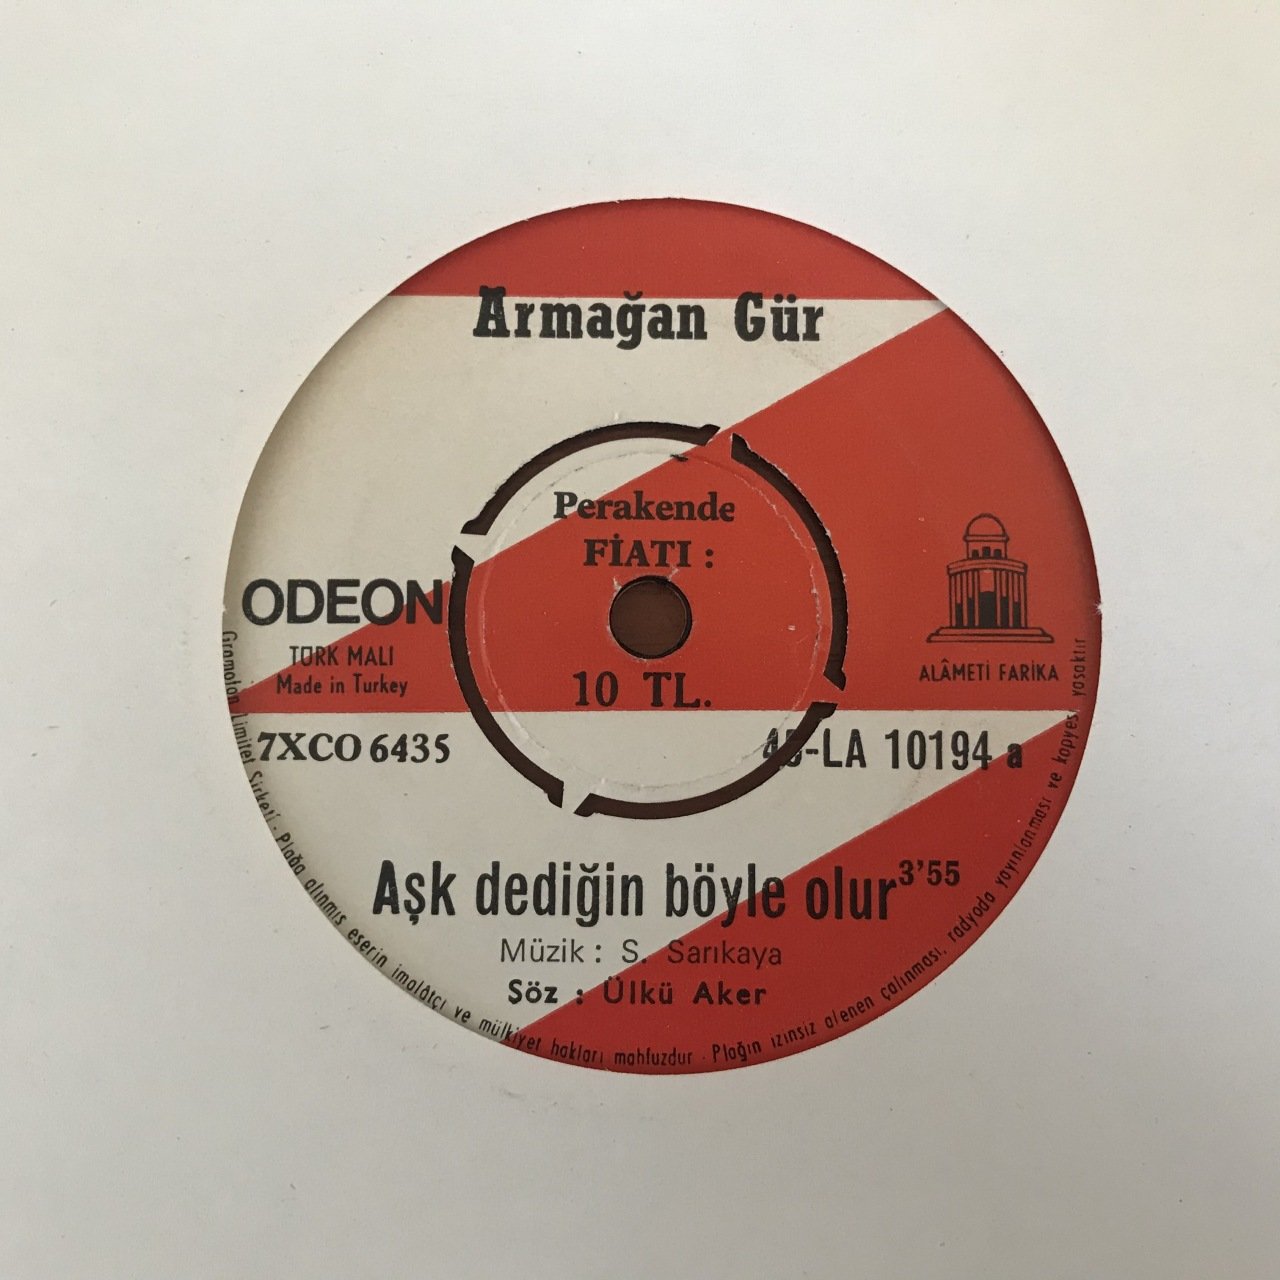 Armağan Gür
Perakende
FİATI :
10 TL.
ODEON
TÜRK MALI
Made in Turkey
ALÂMETİ FARİKA
7XCO 6435
45-LA 10194 a
Aşk dediğin böyle olur 3'55
Müzik : S. Sarıkaya
Söz : Ülkü Aker
Gramofon Limitet Şirketi · Plağa alınmış eserin imalâtçı ve mülkiyet hakları mahfuzdur · Plağın izinsiz alenen çalınması, radyoda yayınlanması ve kopyesi yasaktır